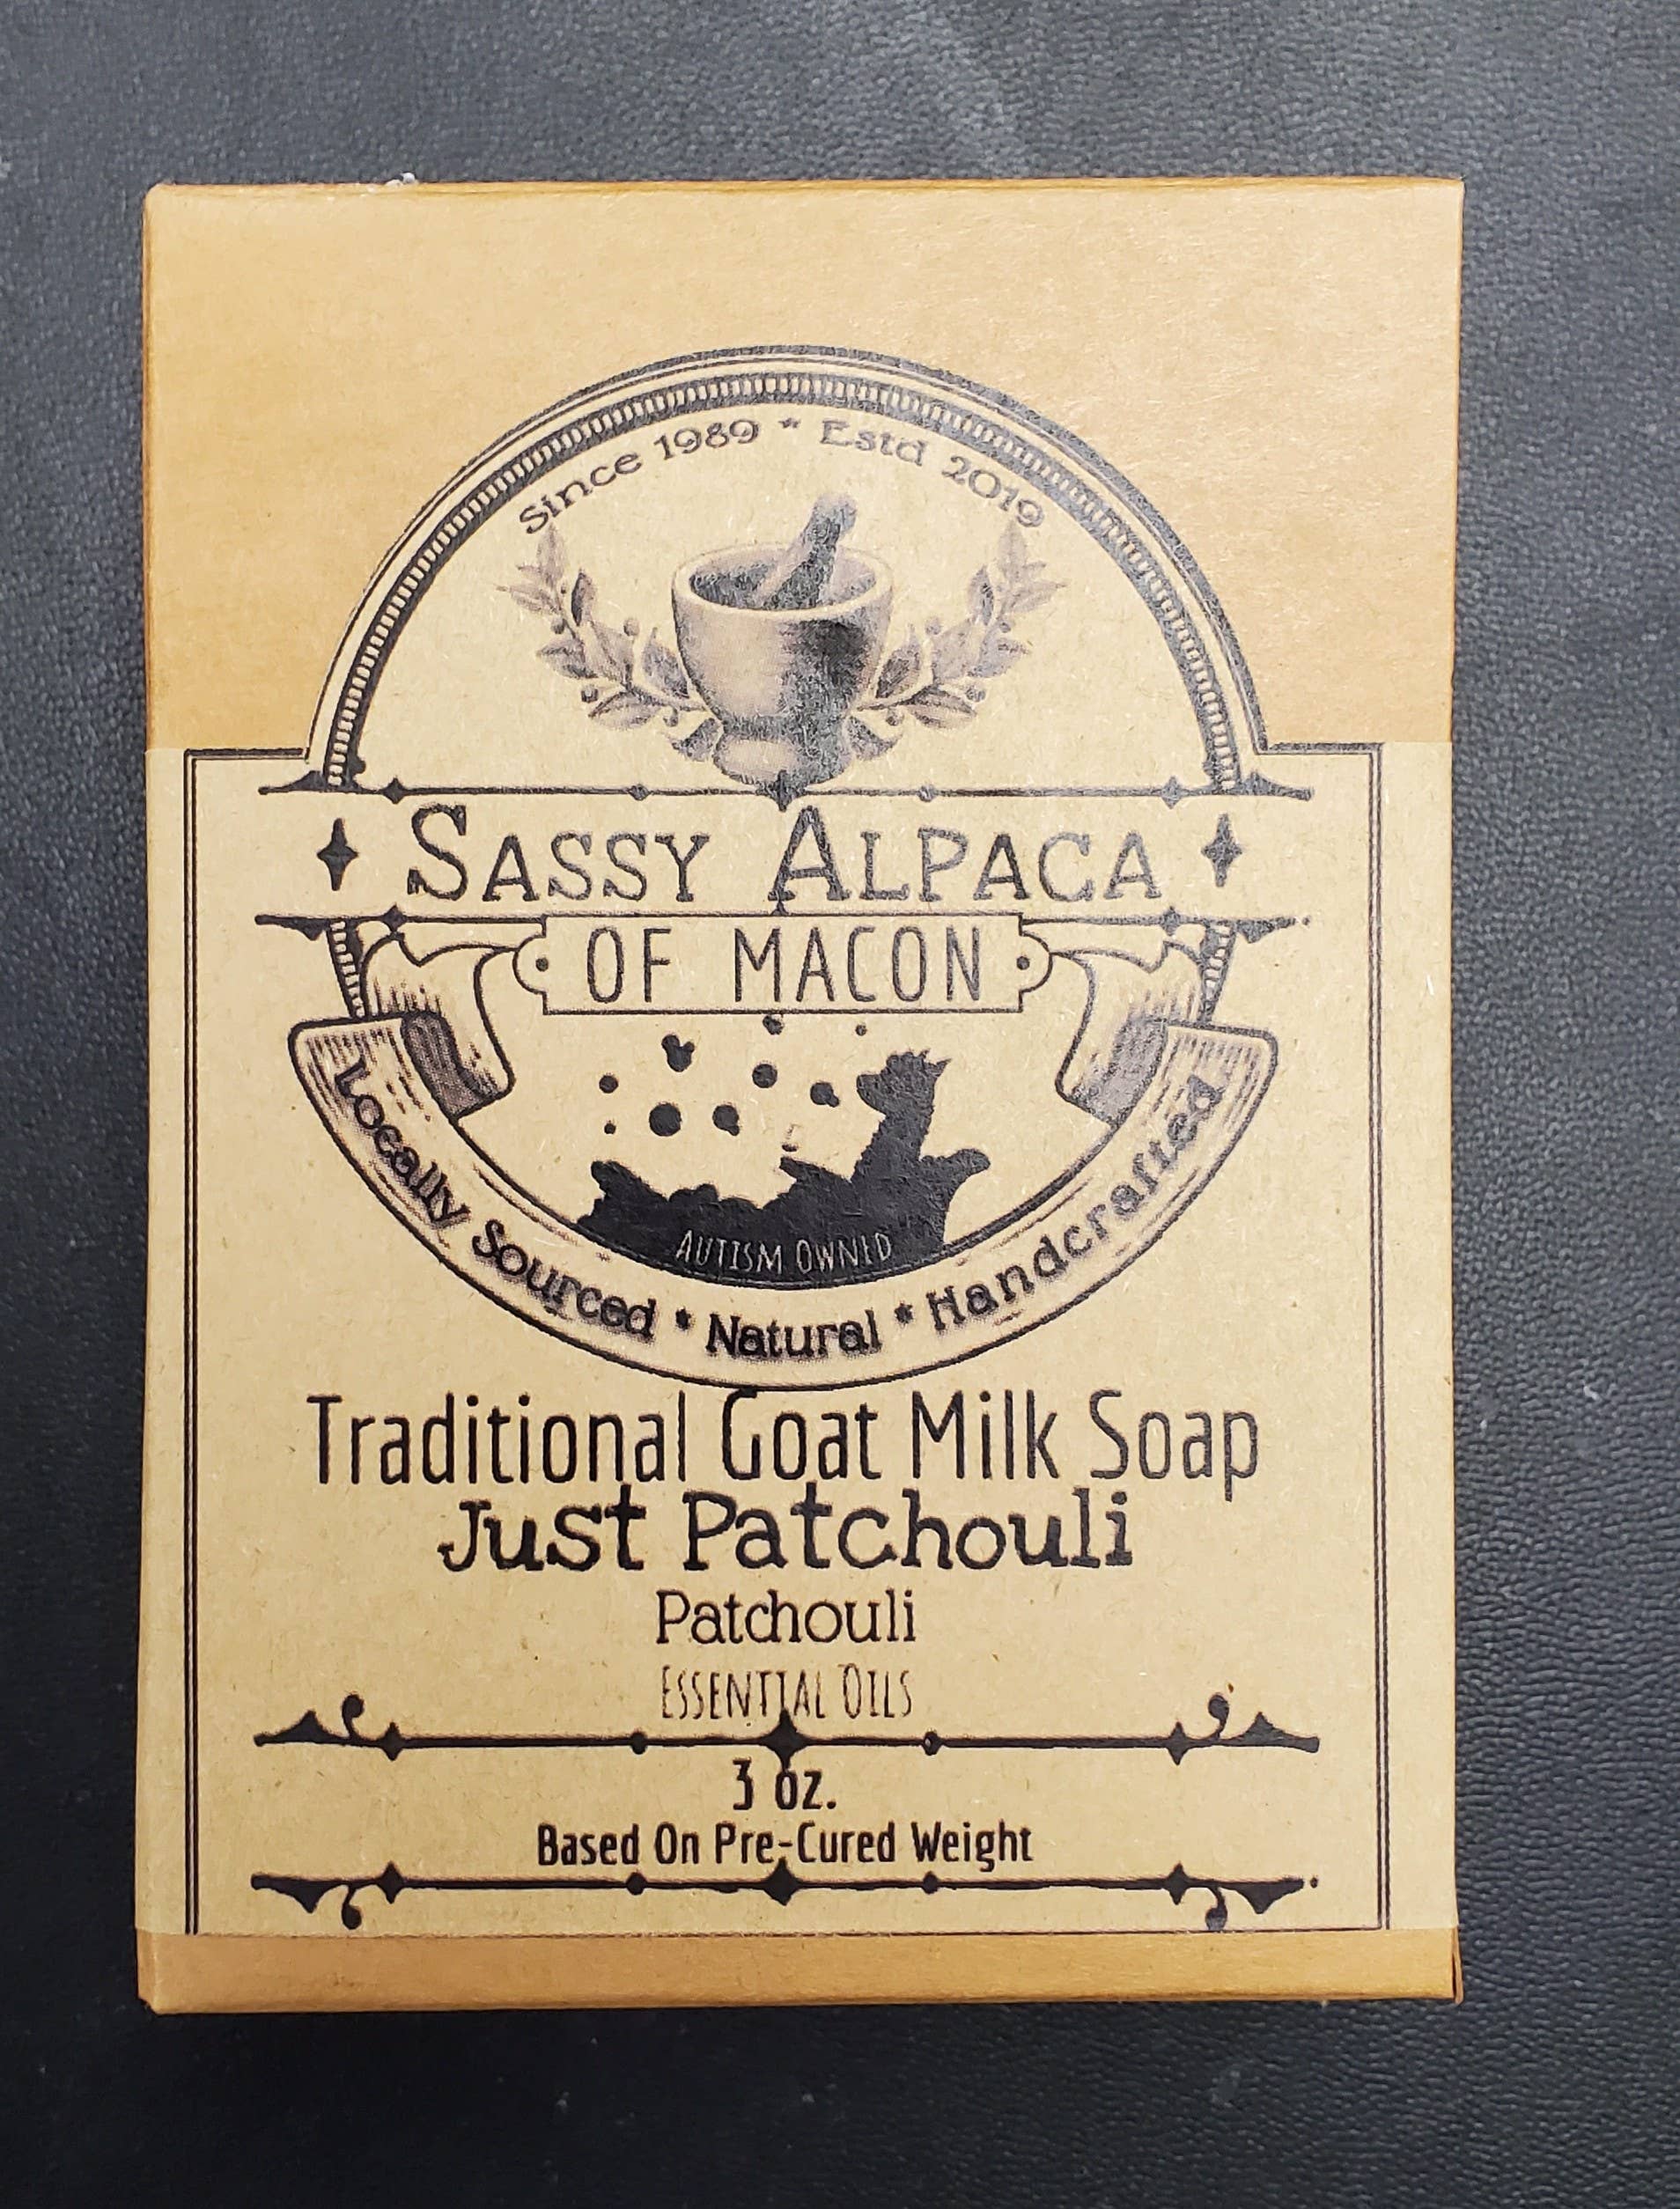 Since 1989 * Estd 2019
SASSY ALPACA
OF MACON
AUTISM OWNED
Locally Sourced * Natural * Handcrafted
Traditional Goat Milk Soap
Just Patchouli
Patchouli
ESSENTIAL OILS
3 oz.
Based On Pre-Cured Weight